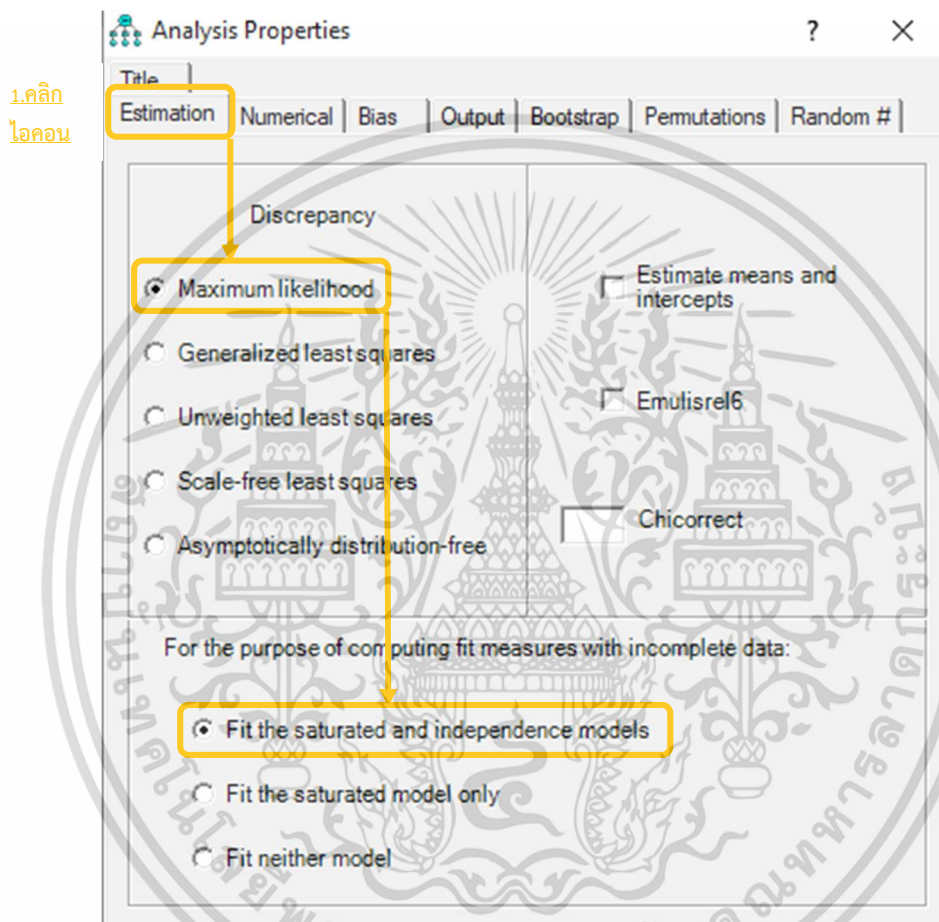 Analysis Properties ?
Title
1.คลิก
ไอคอน
Estimation Numerical Bias Output Bootstrap Permutations Random #
Discrepancy
Maximum likelihood
Generalized least squares
Unweighted least squares
Scale-free least squares
Asymptotically distribution-free
Estimate means and
intercepts
Emulisrel6
Chicorrect
For the purpose of computing fit measures with incomplete data:
Fit the saturated and independence models
Fit the saturated model only
Fit neither model